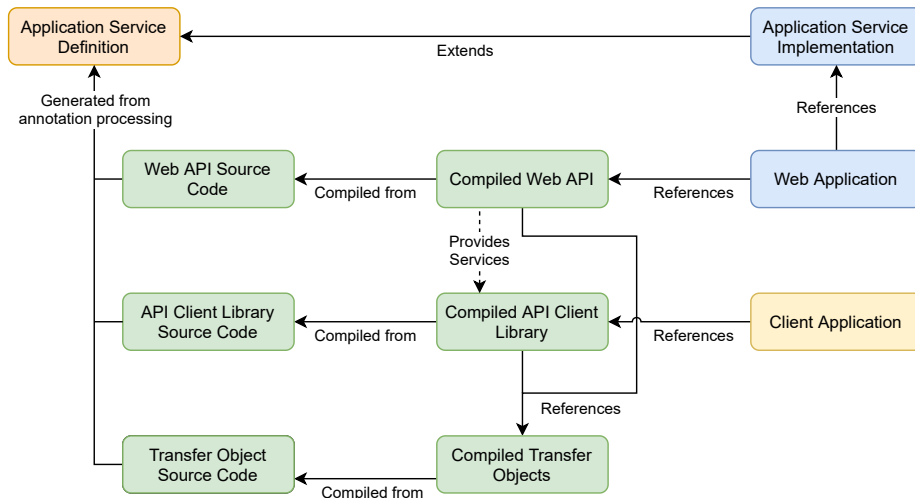 Application Service
Definition
Application Service
Implementation
Extends
Generated from
annotation processing
References
Web API Source
Code
Compiled from
Compiled Web API
References
Web Application
Provides
Services
API Client Library
Source Code
Compiled from
Compiled API Client
Library
References
Client Application
References
Transfer Object
Source Code
Compiled from
Compiled Transfer
Objects